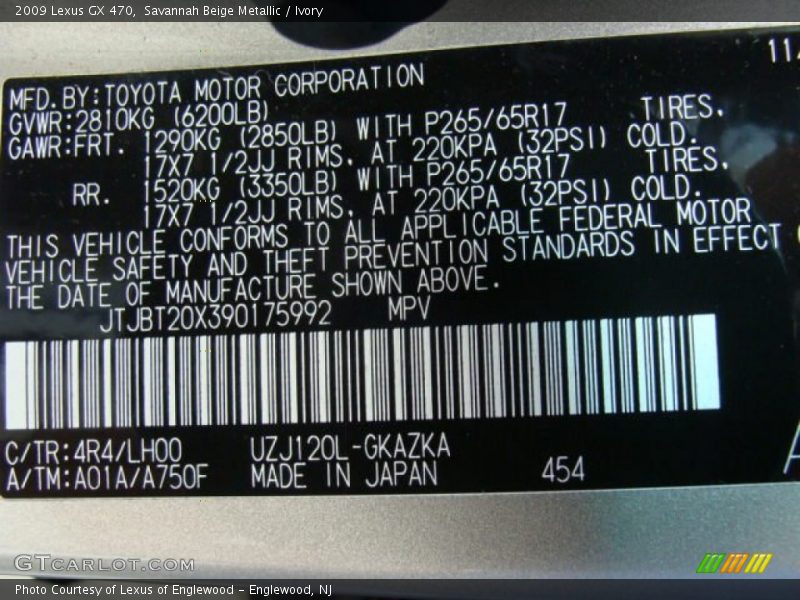 2009 Lexus GX 470, Savannah Beige Metallic / Ivory
MFD.BY:TOYOTA MOTOR CORPORATION
GVWR:2810KG (6200LB)
GAWR:FRT. 1290KG (2850LB) WITH P265/65R17 TIRES.
17X7 1/2JJ RIMS. AT 220KPA (32PSI) COLD.
RR. 1520KG (3350LB) WITH P265/65R17 TIRES.
17X7 1/2JJ RIMS. AT 220KPA (32PSI) COLD.
THIS VEHICLE CONFORMS TO ALL APPLICABLE FEDERAL MOTOR
VEHICLE SAFETY AND THEFT PREVENTION STANDARDS IN EFFECT
THE DATE OF MANUFACTURE SHOWN ABOVE.
JTJBT20X390175992 MPV
C/TR:4R4/LH00 UZJ120L-GKAZKA
A/TM:A01A/A750F MADE IN JAPAN 454
GTCARLOT.COM
Photo Courtesy of Lexus of Englewood - Englewood, NJ